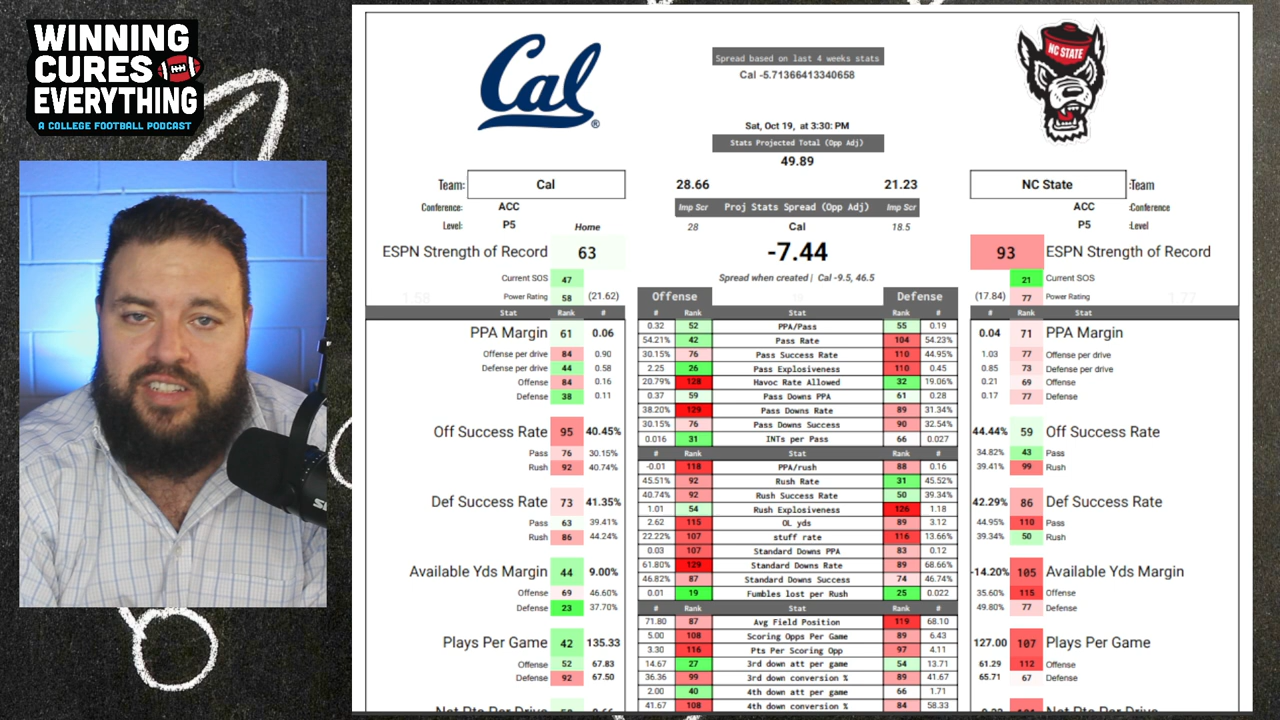 WINNING
CURES
EVERYTHING
A COLLEGE FOOTBALL PODCAST
Cal
®
NC STATE
Spread based on last 4 weeks stats
Cal -5.71366413340658
Sat, Oct 19, at 3:30: PM
Stats Projected Total (Opp Adj)
49.89
Team: Cal 28.66 21.23 NC State :Team
Conference: ACC Imp Scr Proj Stats Spread (Opp Adj) Imp Scr ACC :Conference
Level: P5 Home 28 Cal 18.5 P5 :Level
ESPN Strength of Record 63 -7.44 93 ESPN Strength of Record
Current SOS 47 Spread when created | Cal -9.5, 46.5 21 Current SOS
Power Rating 58 (21.62) Offense Defense (17.84) 77 Power Rating
Stat Rank # # Rank Stat Rank # # Rank Stat
0.32 52 PPA/Pass 55 0.19
PPA Margin 61 0.06 54.21% 42 Pass Rate 104 54.23% 0.04 71 PPA Margin
Offense per drive 84 0.90 30.15% 76 Pass Success Rate 110 44.95% 1.03 77 Offense per drive
Defense per drive 44 0.58 2.25 26 Pass Explosiveness 110 0.45 0.85 73 Defense per drive
Offense 84 0.16 20.79% 128 Havoc Rate Allowed 32 19.06% 0.21 69 Offense
Defense 38 0.11 0.37 59 Pass Downs PPA 61 0.28 0.17 77 Defense
38.20% 129 Pass Downs Rate 89 31.34%
Off Success Rate 95 40.45% 30.15% 76 Pass Downs Success 90 32.54% 44.44% 59 Off Success Rate
0.016 31 INTs per Pass 66 0.027
Pass 76 30.15% # Rank Stat Rank # 34.82% 43 Pass
Rush 92 40.74% -0.01 118 PPA/rush 88 0.16 39.41% 99 Rush
45.51% 92 Rush Rate 31 45.52%
Def Success Rate 73 41.35% 40.74% 92 Rush Success Rate 50 39.34% 42.29% 86 Def Success Rate
1.01 54 Rush Explosiveness 126 1.18
Pass 63 39.41% 2.62 115 OL yds 89 3.12 44.95% 110 Pass
Rush 86 44.24% 22.22% 107 stuff rate 116 13.66% 39.34% 50 Rush
0.03 107 Standard Downs PPA 83 0.12
Available Yds Margin 44 9.00% 61.80% 129 Standard Downs Rate 89 68.66% -14.20% 105 Available Yds Margin
46.82% 87 Standard Downs Success 74 46.74%
Offense 69 46.60% 0.01 19 Fumbles lost per Rush 25 0.022 35.60% 115 Offense
Defense 23 37.70% # Rank Stat Rank # 49.80% 77 Defense
71.80 87 Avg Field Position 119 68.10
Plays Per Game 42 135.33 5.00 108 Scoring Opps Per Game 89 6.43 127.00 107 Plays Per Game
3.30 116 Pts Per Scoring Opp 97 4.11
Offense 52 67.83 14.67 27 3rd down att per game 54 13.71 61.29 112 Offense
Defense 92 67.50 36.36 99 3rd down conversion % 89 41.67 65.71 67 Defense
2.00 40 4th down att per game 66 1.71
41.67 108 4th down conversion % 84 58.33